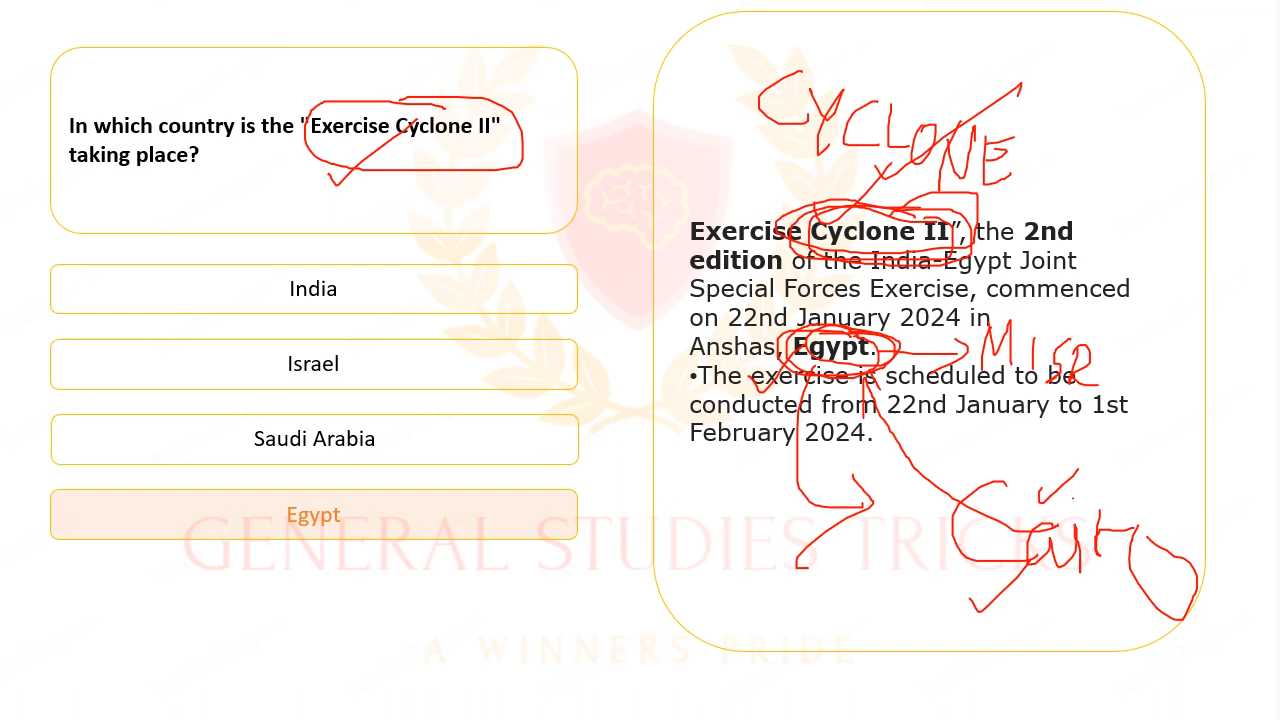 In which country is the "Exercise Cyclone II"
taking place?
India
Israel
Saudi Arabia
Egypt
CYCLONE
Exercise Cyclone II”, the 2nd
edition of the India-Egypt Joint
Special Forces Exercise, commenced
on 22nd January 2024 in
Anshas, Egypt.
MISR
•The exercise is scheduled to be
conducted from 22nd January to 1st
February 2024.
GENERAL STUDIES TRICKS
A WINNERS PRIDE